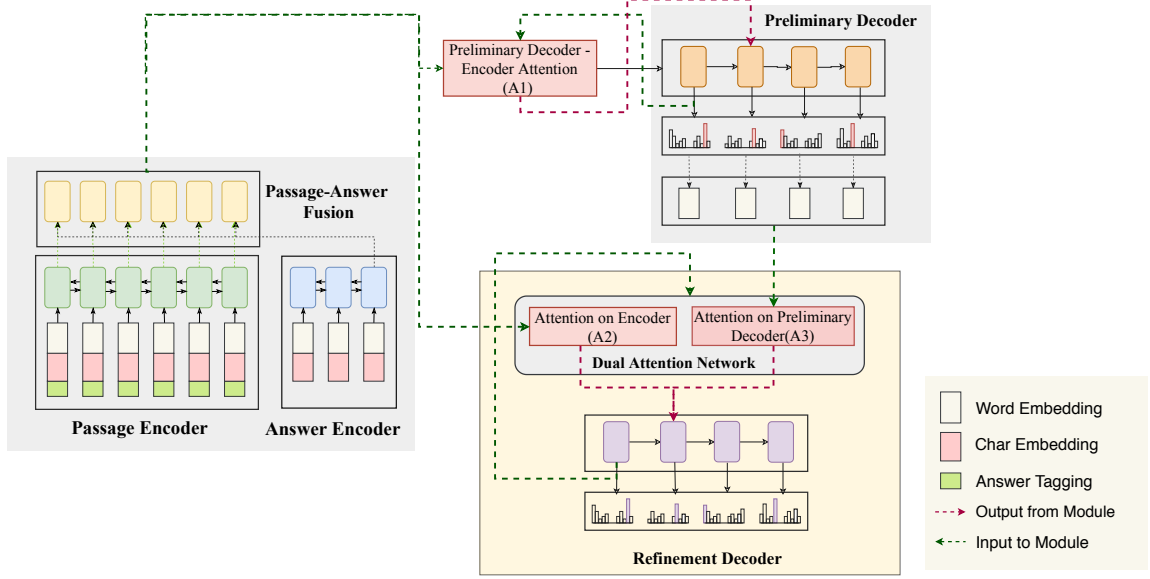 Preliminary Decoder
Preliminary Decoder -
Encoder Attention
(A1)
Passage-Answer
Fusion
Passage Encoder
Answer Encoder
Attention on Encoder
(A2)
Attention on Preliminary
Decoder(A3)
Dual Attention Network
Refinement Decoder
Word Embedding
Char Embedding
Answer Tagging
Output from Module
Input to Module